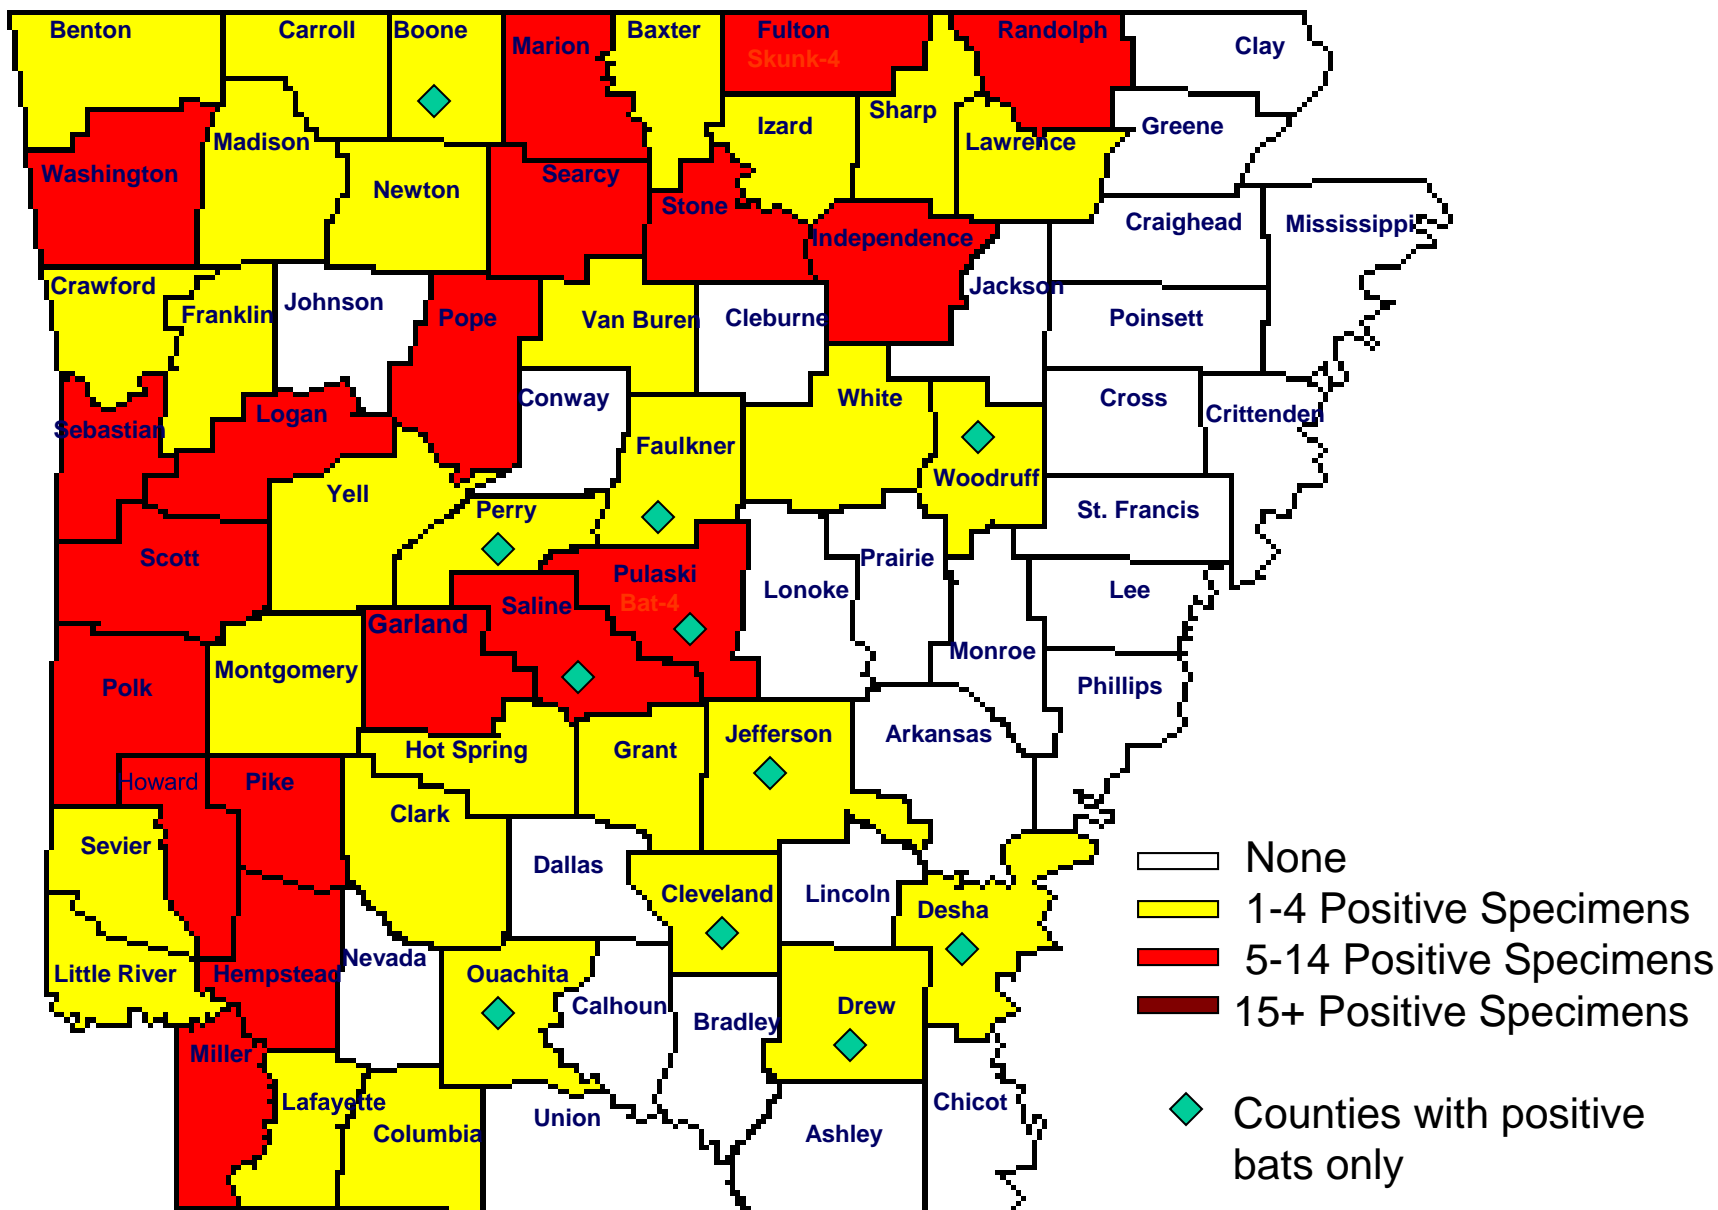 Benton
Carroll
Boone
Marion
Baxter
Fulton
Skunk-4
Randolph
Clay
Sharp
Izard
Lawrence
Greene
Madison
Washington
Newton
Searcy
Stone
Independence
Craighead
Mississippi
Crawford
Franklin
Johnson
Pope
Van Buren
Cleburne
Jackson
Poinsett
Sebastian
Logan
Conway
Faulkner
White
Woodruff
Cross
Crittenden
Yell
Perry
St. Francis
Scott
Pulaski
Bat-4
Saline
Garland
Lonoke
Prairie
Lee
Monroe
Phillips
Polk
Montgomery
Hot Spring
Grant
Jefferson
Arkansas
Howard
Pike
Clark
Sevier
Dallas
Cleveland
Lincoln
Desha
Little River
Hempstead
Nevada
Ouachita
Calhoun
Bradley
Drew
Miller
Lafayette
Columbia
Union
Ashley
Chicot
None
1-4 Positive Specimens
5-14 Positive Specimens
15+ Positive Specimens
Counties with positive
bats only